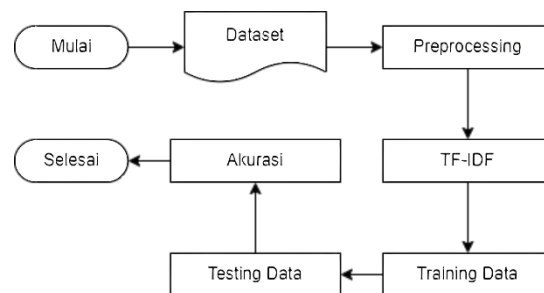 Mulai
Dataset
Preprocessing
TF-IDF
Training Data
Testing Data
Akurasi
Selesai